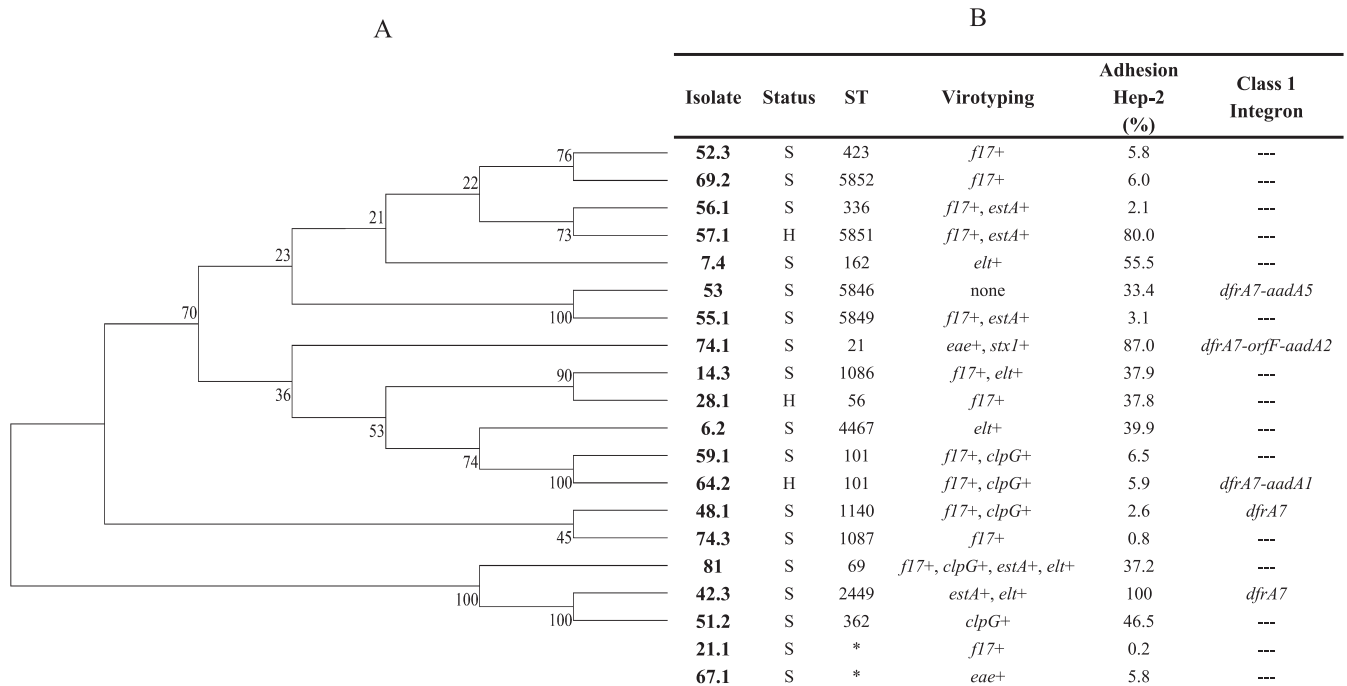 A
B
Isolate Status ST Virotyping Adhesion Hep-2 (%) Class 1 Integron
52.3 S 423 f17+ 5.8 ---
69.2 S 5852 f17+ 6.0 ---
56.1 S 336 f17+, estA+ 2.1 ---
57.1 H 5851 f17+, estA+ 80.0 ---
7.4 S 162 elt+ 55.5 ---
53 S 5846 none 33.4 dfrA7-aadA5
55.1 S 5849 f17+, estA+ 3.1 ---
74.1 S 21 eae+, stx1+ 87.0 dfrA7-orfF-aadA2
14.3 S 1086 f17+, elt+ 37.9 ---
28.1 H 56 f17+ 37.8 ---
6.2 S 4467 elt+ 39.9 ---
59.1 S 101 f17+, clpG+ 6.5 ---
64.2 H 101 f17+, clpG+ 5.9 dfrA7-aadA1
48.1 S 1140 f17+, clpG+ 2.6 dfrA7
74.3 S 1087 f17+ 0.8 ---
81 S 69 f17+, clpG+, estA+, elt+ 37.2 ---
42.3 S 2449 estA+, elt+ 100 dfrA7
51.2 S 362 clpG+ 46.5 ---
21.1 S * f17+ 0.2 ---
67.1 S * eae+ 5.8 ---
76
22
21
73
23
100
70
90
36
53
74
100
45
100
100